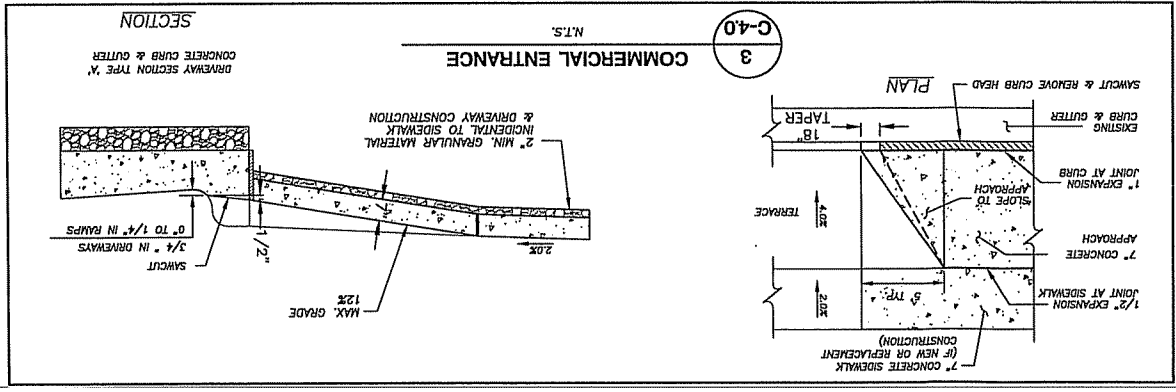 7" CONCRETE SIDEWALK
(IF NEW OR REPLACEMENT
CONSTRUCTION)
1/2" EXPANSION
JOINT AT SIDEWALK
7" CONCRETE
APPROACH
1" EXPANSION
JOINT AT CURB
EXISTING
CURB & GUTTER
SAWCUT & REMOVE CURB HEAD
5' TYP.
2.0%
TERRACE
4.0%
SLOPE TO
APPROACH
18"
TAPER
PLAN
MAX. GRADE
12%
2.0%
SAWCUT
3/4" IN DRIVEWAYS
0" TO 1/4" IN RAMPS
1/2"
2" MIN. GRANULAR MATERIAL
INCIDENTAL TO SIDEWALK
& DRIVEWAY CONSTRUCTION
DRIVEWAY SECTION TYPE 'A'
CONCRETE CURB & GUTTER
SECTION
3
C-4.0
COMMERCIAL ENTRANCE
N.T.S.